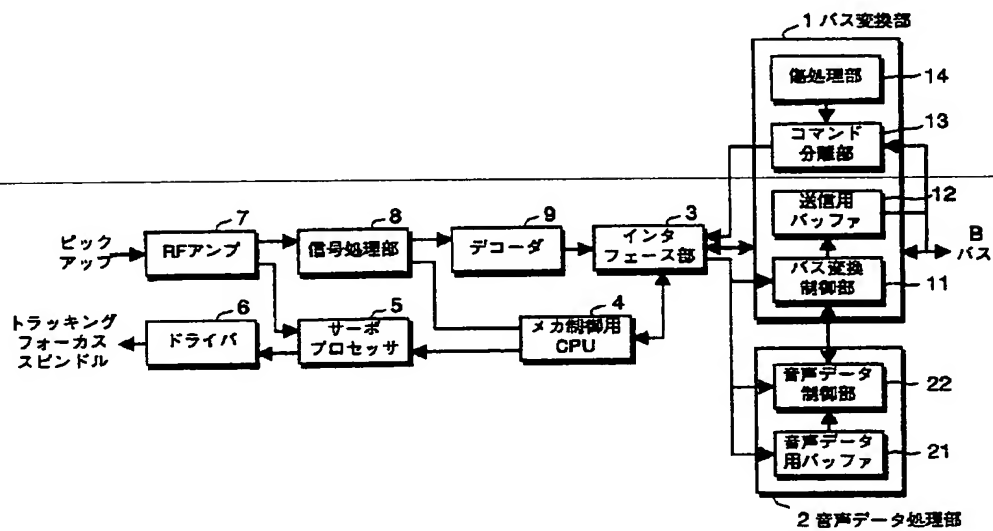 1 バス変換部
傷処理部
14
コマンド
分離部
13
送信用
バッファ
12
バス変換
制御部
11
B
バス
ピック
アップ
RFアンプ
7
信号処理部
8
デコーダ
9
インタ
フェース部
3
トラッキング
フォーカス
スピンドル
ドライバ
6
サーボ
プロセッサ
5
メカ制御用
CPU
4
音声データ
制御部
22
音声データ
用バッファ
21
2 音声データ処理部